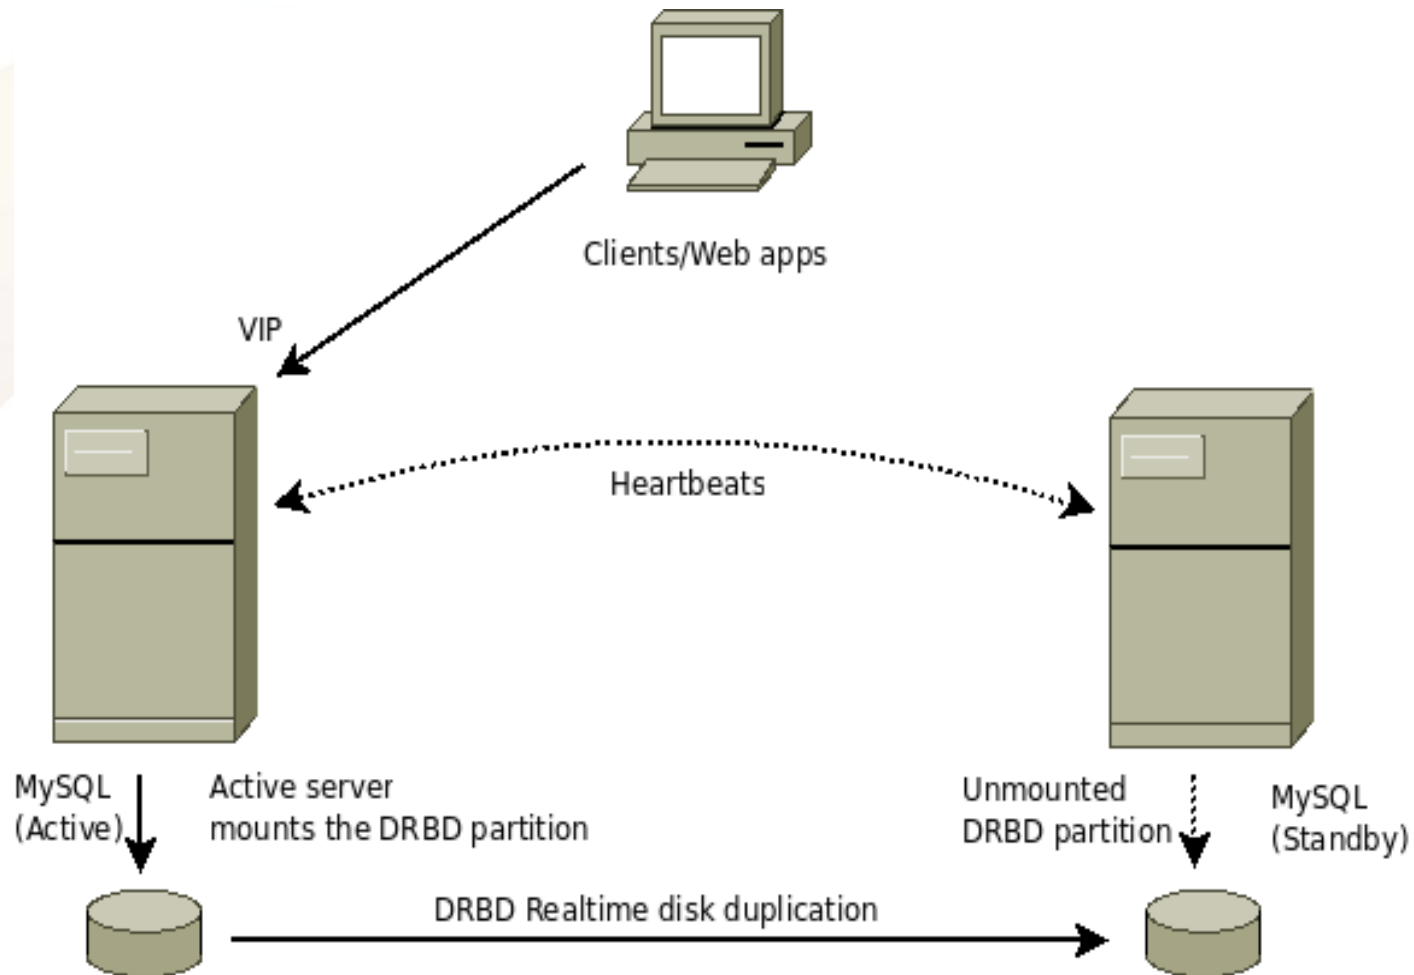 Clients/Web apps
VIP
Heartbeats
MySQL
(Active)
Active server
mounts the DRBD partition
Unmounted
DRBD partition
MySQL
(Standby)
DRBD Realtime disk duplication